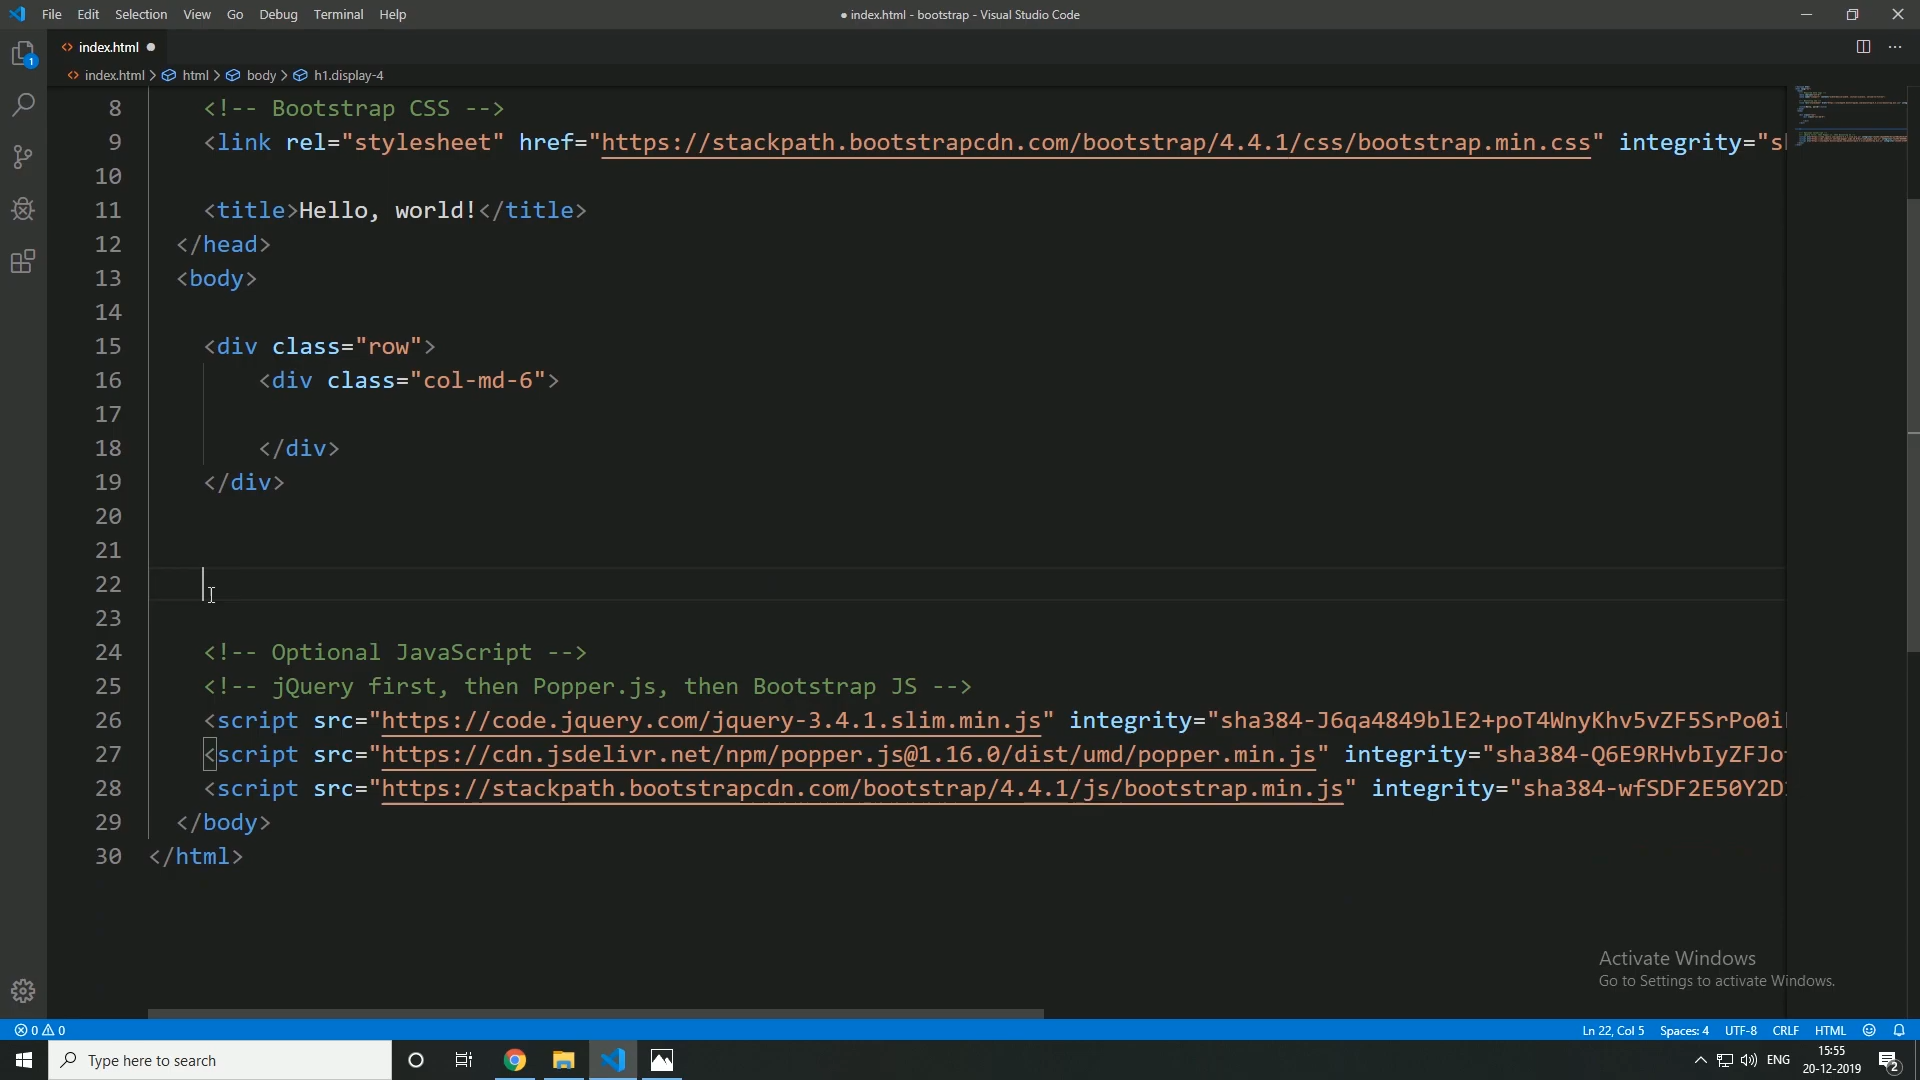 File Edit Selection View Go Debug Terminal Help
● index.html - bootstrap - Visual Studio Code
index.html
index.html > html > body > h1.display-4
8 <!-- Bootstrap CSS -->
9 <link rel="stylesheet" href="https://stackpath.bootstrapcdn.com/bootstrap/4.4.1/css/bootstrap.min.css" integrity="s
10
11 <title>Hello, world!</title>
12 </head>
13 <body>
14
15 <div class="row">
16 <div class="col-md-6">
17
18 </div>
19 </div>
20
21
22
23
24 <!-- Optional JavaScript -->
25 <!-- jQuery first, then Popper.js, then Bootstrap JS -->
26 <script src="https://code.jquery.com/jquery-3.4.1.slim.min.js" integrity="sha384-J6qa4849blE2+poT4WnyKhv5vZF5SrPo0i
27 <script src="https://cdn.jsdelivr.net/npm/popper.js@1.16.0/dist/umd/popper.min.js" integrity="sha384-Q6E9RHvbIyZFJo
28 <script src="https://stackpath.bootstrapcdn.com/bootstrap/4.4.1/js/bootstrap.min.js" integrity="sha384-wfSDF2E50Y2D
29 </body>
30 </html>
Activate Windows
Go to Settings to activate Windows.
0 0 Ln 22, Col 5 Spaces: 4 UTF-8 CRLF HTML
Type here to search
ENG
15:55
20-12-2019
2
1